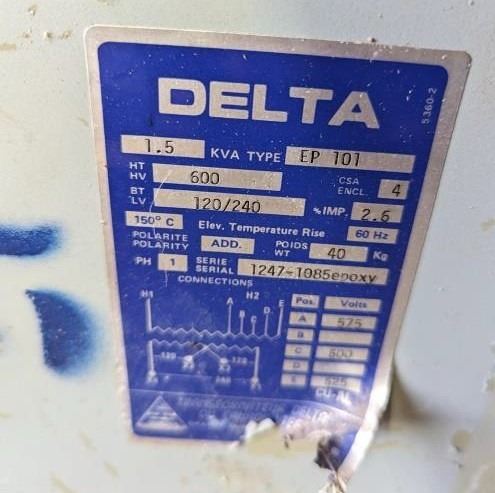 DELTA
5360-2
1.5 KVA TYPE EP 101
HT
HV 600 CSA ENCL. 4
BT
LV 120/240 %IMP. 2.6
150° C Elev. Temperature Rise 60 Hz
POLARITE
POLARITY ADD. POIDS
WT 40 Kg
PH 1 SERIE
SERIAL 1247-1085epoxy
CONNECTIONS
H1 H2 Pos. Volts
A B C D E
A 575
B
C 600
D
E 625
120 120